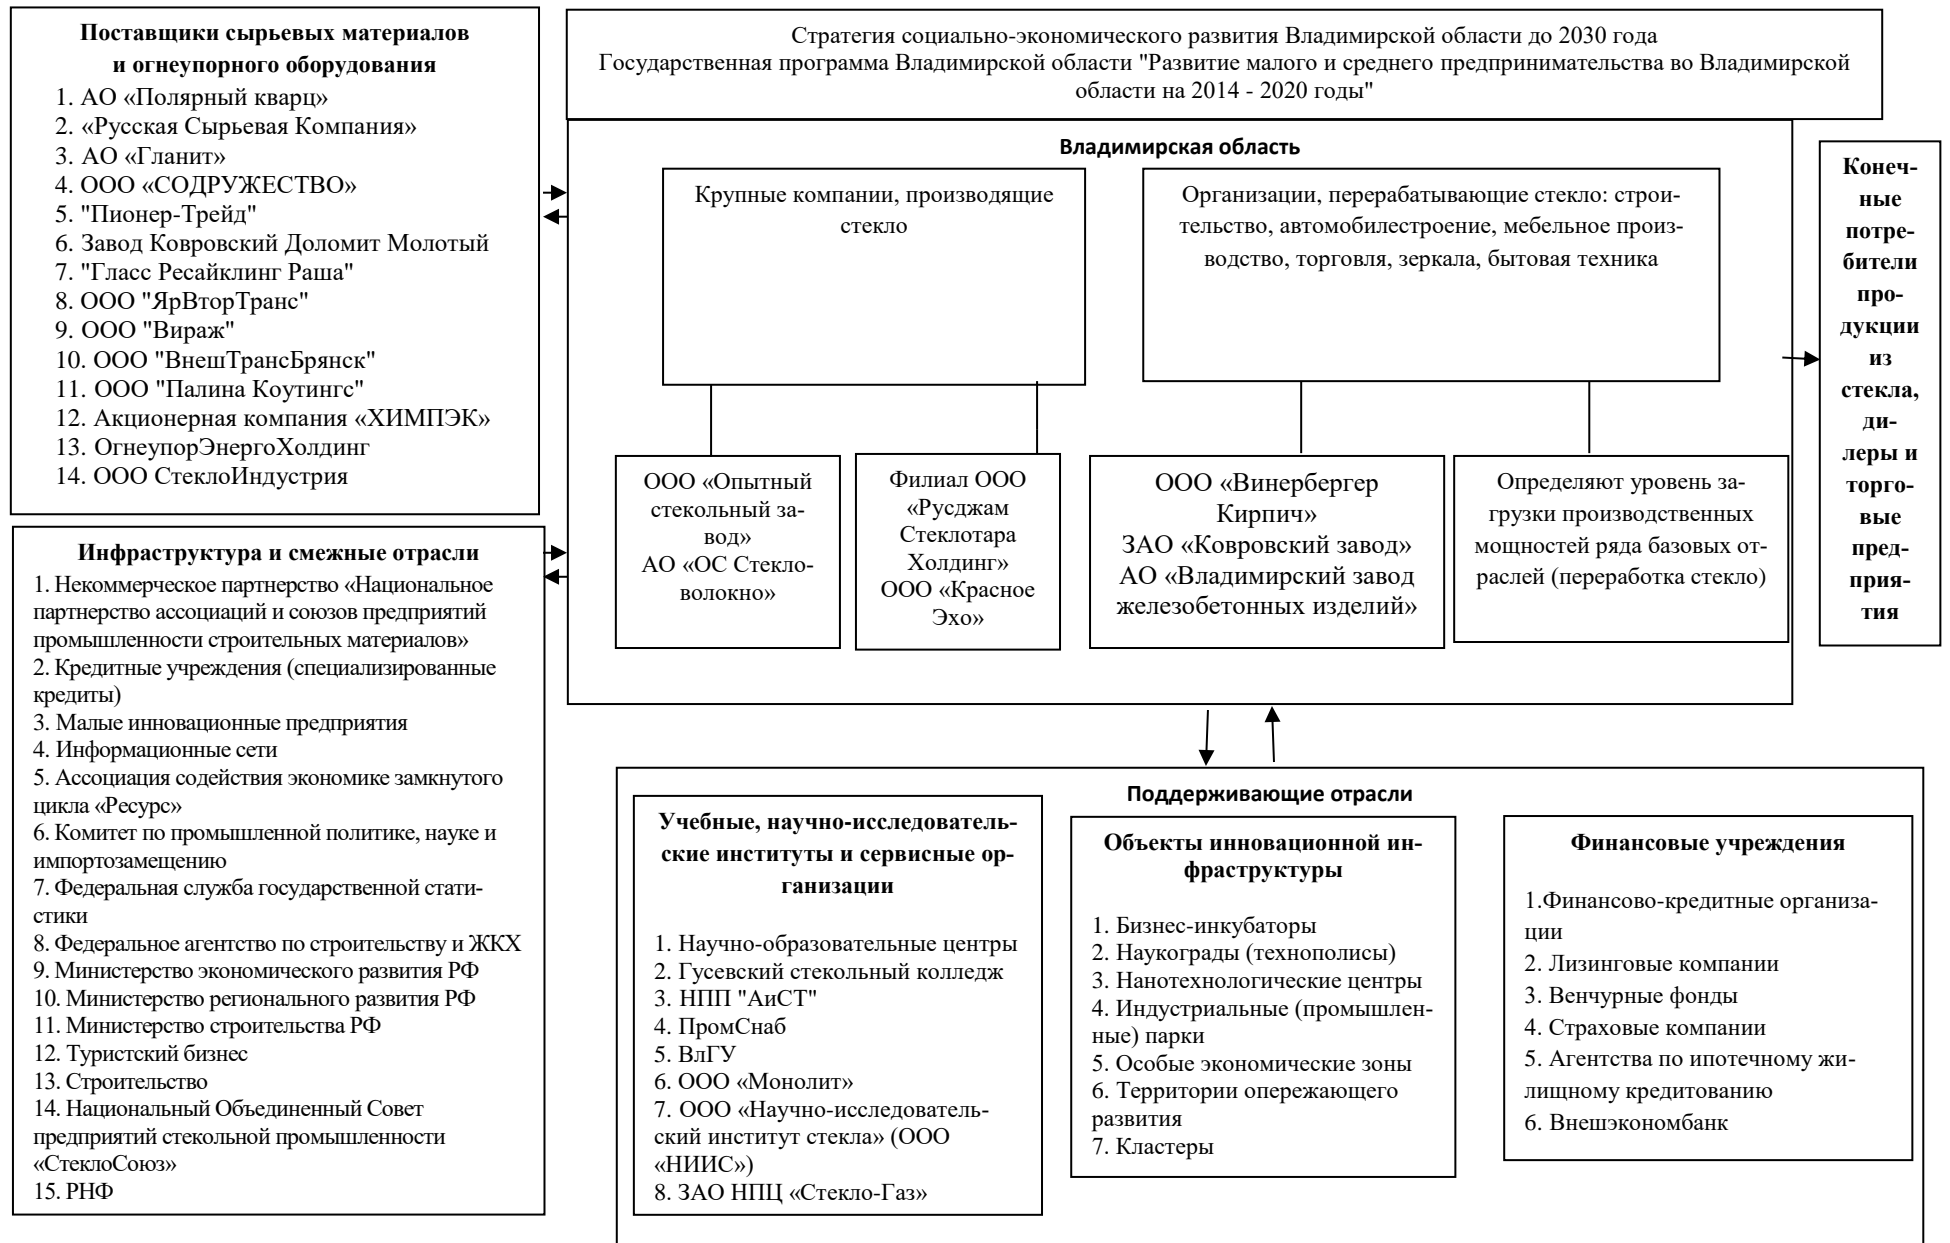 Поставщики сырьевых материалов
и огнеупорного оборудования
1. АО «Полярный кварц»
2. «Русская Сырьевая Компания»
3. АО «Гланит»
4. ООО «СОДРУЖЕСТВО»
5. "Пионер-Трейд"
6. Завод Ковровский Доломит Молотый
7. "Гласс Ресайклинг Раша"
8. ООО "ЯрВторТранс"
9. ООО "Вираж"
10. ООО "ВнешТрансБрянск"
11. ООО "Палина Коутингс"
12. Акционерная компания «ХИМПЭК»
13. ОгнеупорЭнергоХолдинг
14. ООО СтеклоИндустрия
Инфраструктура и смежные отрасли
1. Некоммерческое партнерство «Национальное
партнерство ассоциаций и союзов предприятий
промышленности строительных материалов»
2. Кредитные учреждения (специализированные
кредиты)
3. Малые инновационные предприятия
4. Информационные сети
5. Ассоциация содействия экономике замкнутого
цикла «Ресурс»
6. Комитет по промышленной политике, науке и
импортозамещению
7. Федеральная служба государственной стати-
стики
8. Федеральное агентство по строительству и ЖКХ
9. Министерство экономического развития РФ
10. Министерство регионального развития РФ
11. Министерство строительства РФ
12. Туристский бизнес
13. Строительство
14. Национальный Объединенный Совет
предприятий стекольной промышленности
«СтеклоСоюз»
15. РНФ
Стратегия социально-экономического развития Владимирской области до 2030 года
Государственная программа Владимирской области "Развитие малого и среднего предпринимательства во Владимирской
области на 2014 - 2020 годы"
Владимирская область
Крупные компании, производящие
стекло
Организации, перерабатывающие стекло: строи-
тельство, автомобилестроение, мебельное произ-
водство, торговля, зеркала, бытовая техника
ООО «Опытный
стекольный за-
вод»
АО «ОС Стекло-
волокно»
Филиал ООО
«Русджам
Стеклотара
Холдинг»
ООО «Красное
Эхо»
ООО «Винербергер
Кирпич»
ЗАО «Ковровский завод»
АО «Владимирский завод
железобетонных изделий»
Определяют уровень за-
грузки производственных
мощностей ряда базовых от-
раслей (переработка стекло)
Конеч-
ные
потре-
бители
про-
дукции
из
стекла,
ди-
леры и
торго-
вые
пред-
прия-
тия
Поддерживающие отрасли
Учебные, научно-исследователь-
ские институты и сервисные ор-
ганизации
1. Научно-образовательные центры
2. Гусевский стекольный колледж
3. НПП "АиСТ"
4. ПромСнаб
5. ВлГУ
6. ООО «Монолит»
7. ООО «Научно-исследователь-
ский институт стекла» (ООО
«НИИС»)
8. ЗАО НПЦ «Стекло-Газ»
Объекты инновационной ин-
фраструктуры
1. Бизнес-инкубаторы
2. Наукограды (технополисы)
3. Нанотехнологические центры
4. Индустриальные (промышлен-
ные) парки
5. Особые экономические зоны
6. Территории опережающего
развития
7. Кластеры
Финансовые учреждения
1.Финансово-кредитные организа-
ции
2. Лизинговые компании
3. Венчурные фонды
4. Страховые компании
5. Агентства по ипотечному жи-
лищному кредитованию
6. Внешэкономбанк